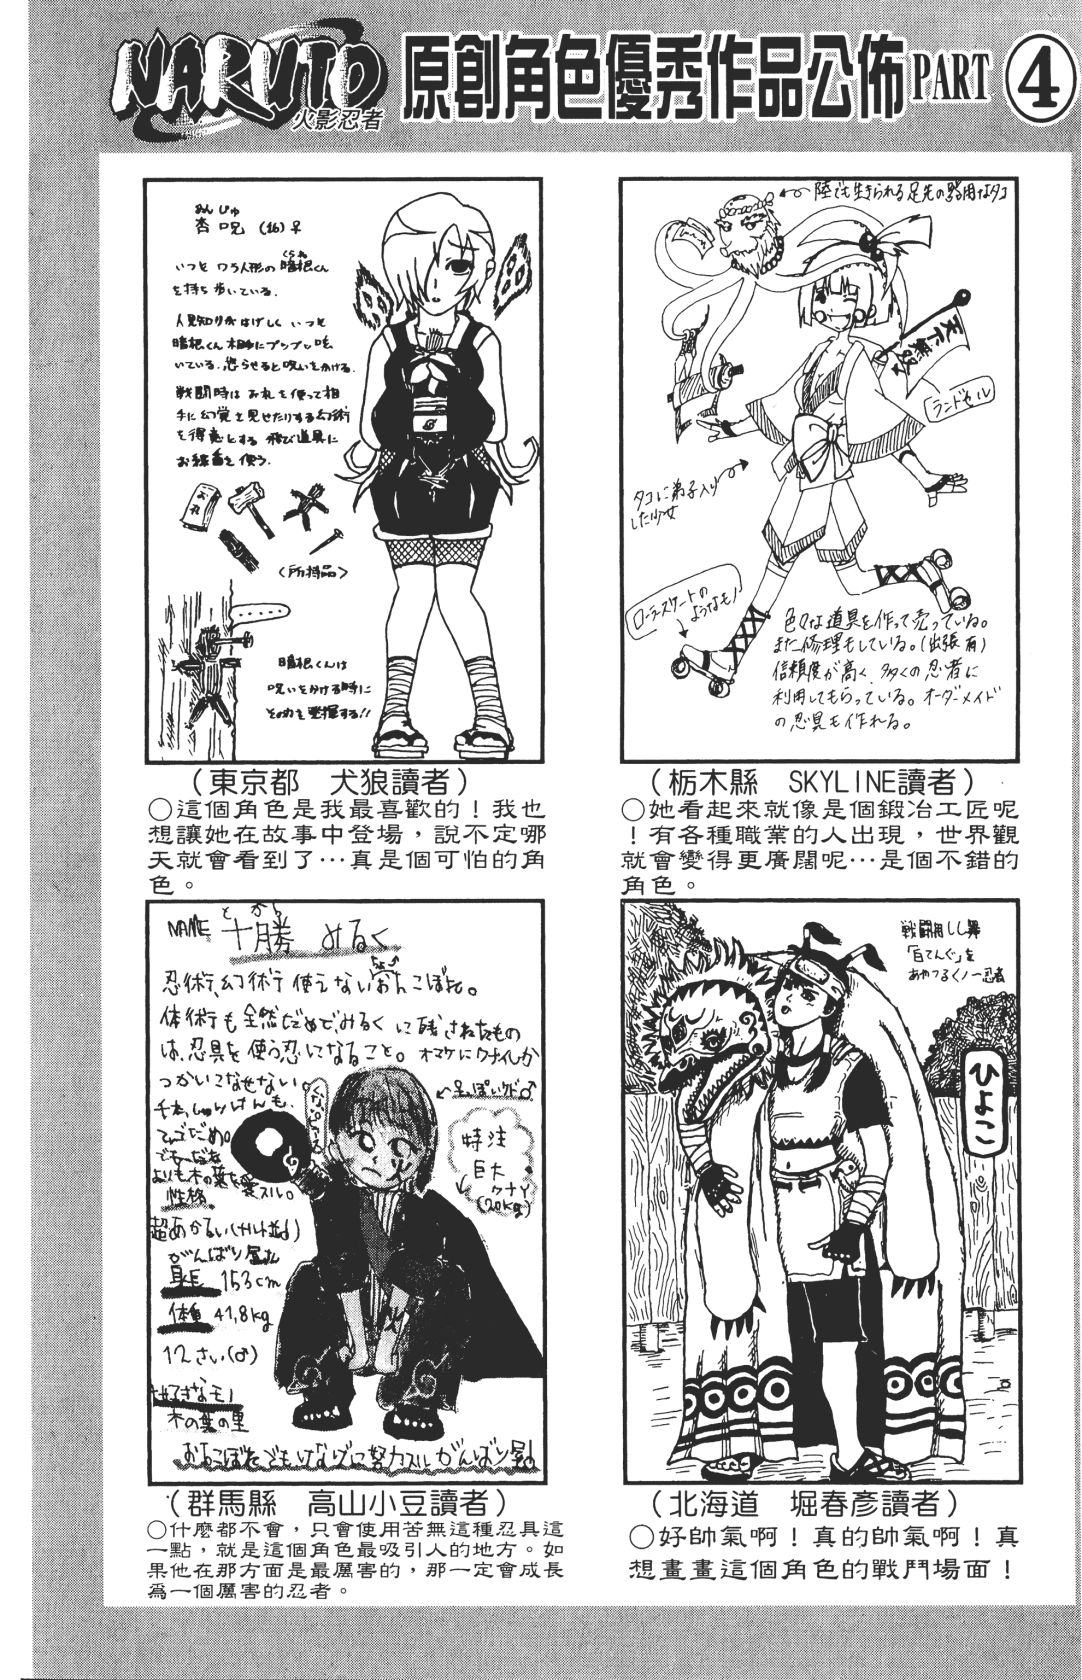 NARUTO
火影忍者
原創角色優秀作品公佈PART 4
あんじゅ
杏呪 (16)♀
くらね
いつも ワラ人形の暗根くん
を持ち歩いている。
人見知りがはげしく いつも
暗根くん相手にブツブツ呟
いている。怒らせると呪いをかける。
戦闘時は お札を使って相
手に幻覚を見せたりする幻術
を得意とする 飛び道具に
お線香を使う。
おふだ
(所持品)
.....
暗根くんは
呪いをかける時に
その力を発揮する!!
(東京都 犬狼讀者)
○這個角色是我最喜歡的！我也
想讓她在故事中登場，說不定哪
天就會看到了…真是個可怕的角
色。
陸でも生きられる足先の器用なタコ
天下無双
ランドセル
タコに弟子入り
した少女
ローラースケートの
ようなモノ
色々な道具を作って売っている。
また修理もしている。(出張有)
信頼度が高く、多くの忍者に
利用してもらっている。オーダーメイド
の忍具も作れる。
(栃木縣 SKYLINE讀者)
○她看起來就像是個鍛冶工匠呢
！有各種職業的人出現，世界觀
就會變得更廣闊呢…是個不錯的
角色。
とかち
NAME 十勝 めるく
忍術、幻術 使えないおちこぼれ。
体術も全然だめでめるくに残されたもの
は、忍具を使う忍になること。オマケにクナイしか
つかいこなせない
千本、しゅりけんも、
てんでだめ。
でも だれ
よりも木の葉を愛スル。
特注
巨大
クナイ
(20kg)
性格
超あかるい(ナルト並)
がんばり屋さん
身長 153cm
体重 41,8kg
12さい(♂)
大好きなモノ
木の葉の里
おちこぼれでもめげずに努力スル がんばり屋
(群馬縣 高山小豆讀者)
○什麼都不會，只會使用苦無這種忍具這
一點，就是這個角色最吸引人的地方。如
果他在那方面是最厲害的，那一定會成長
為一個厲害的忍者。
戦闘用しし舞
「白てんぐ」を
あやつるくノ一忍者
ひよこ
(北海道 堀春彥讀者)
○好帥氣啊！真的帥氣啊！真
想畫畫這個角色的戰鬥場面！